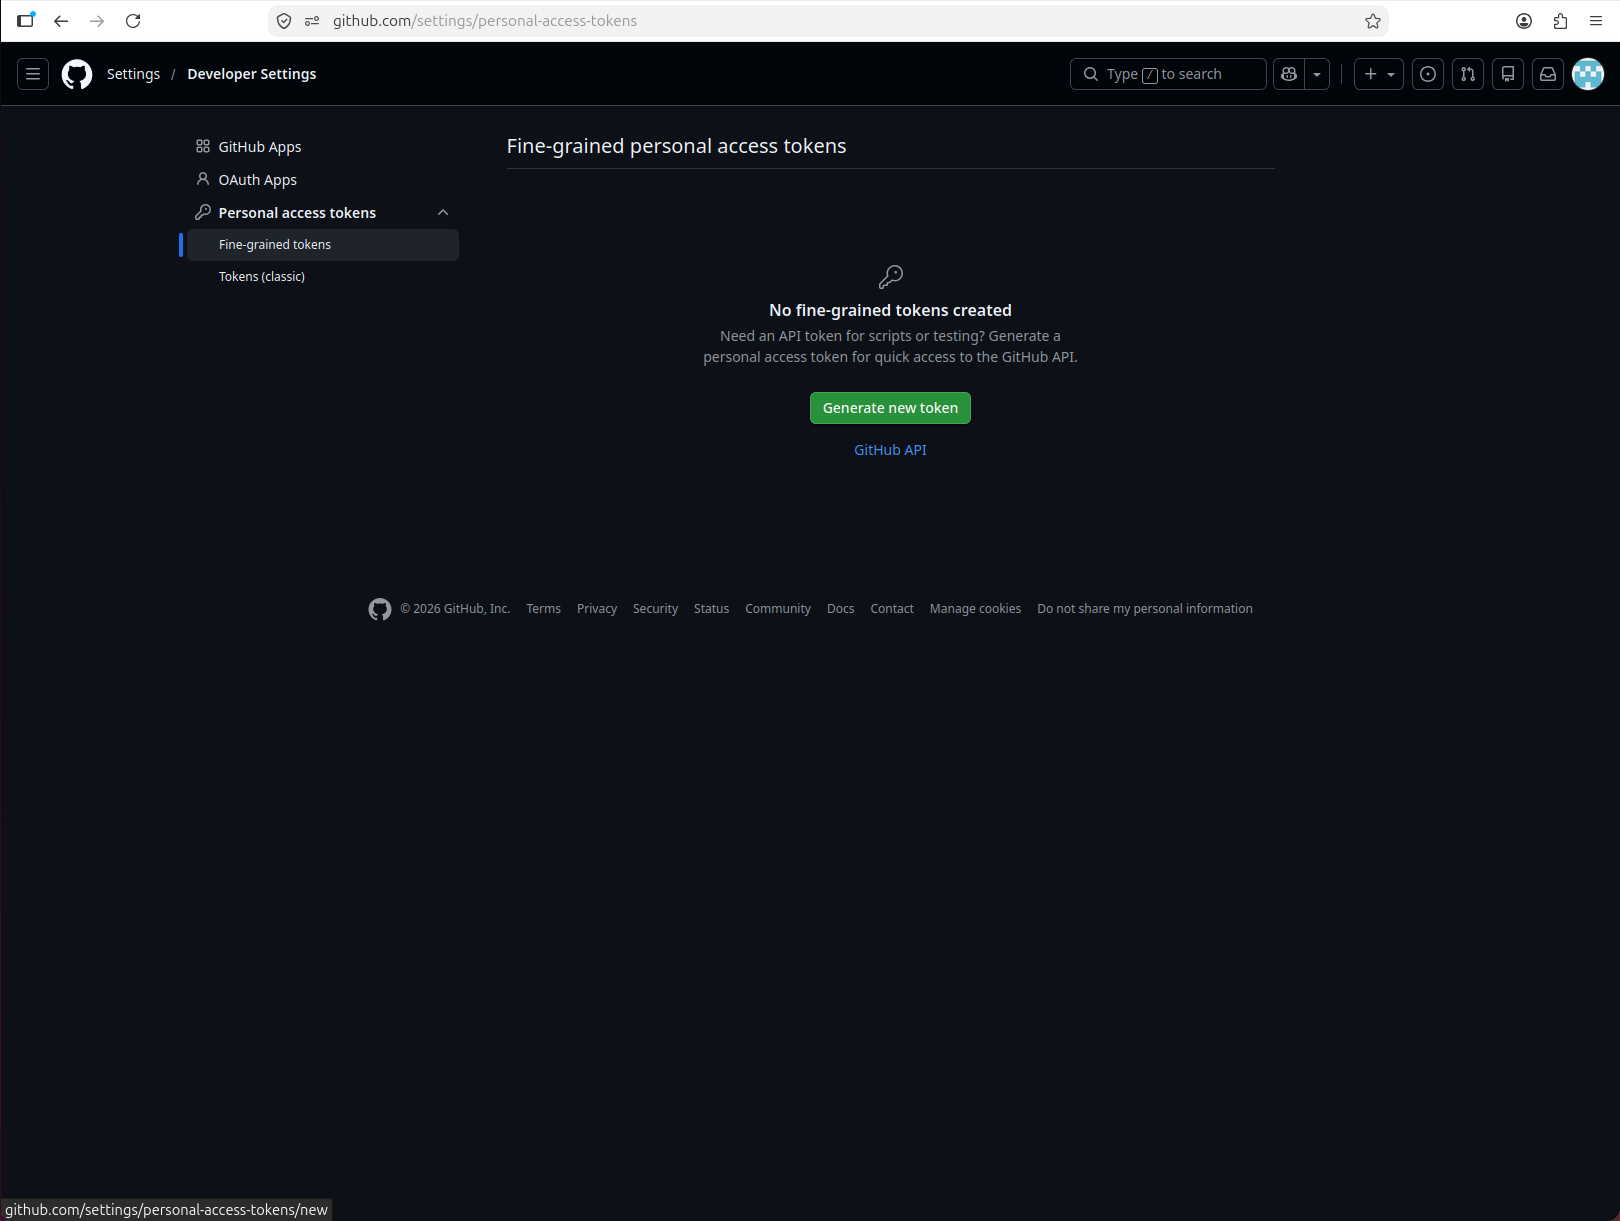 github.com/settings/personal-access-tokens
Settings / Developer Settings
Type / to search
GitHub Apps
OAuth Apps
Personal access tokens
Fine-grained tokens
Tokens (classic)
Fine-grained personal access tokens
No fine-grained tokens created
Need an API token for scripts or testing? Generate a
personal access token for quick access to the GitHub API.
Generate new token
GitHub API
© 2026 GitHub, Inc. Terms Privacy Security Status Community Docs Contact Manage cookies Do not share my personal information
github.com/settings/personal-access-tokens/new